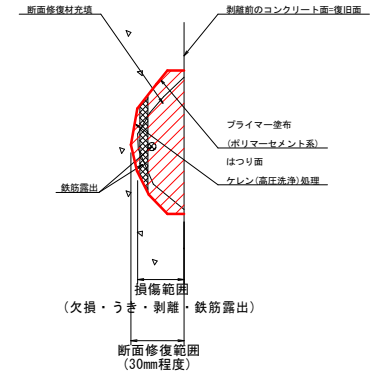 断面修復材充填
剥離前のコンクリート面=復旧面
プライマー塗布
(ポリマーセメント系)
はつり面
ケレン(高圧洗浄)処理
鉄筋露出
損傷範囲
(欠損・うき・剥離・鉄筋露出)
断面修復範囲
(30mm程度)